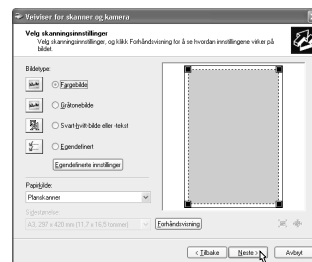 Veiviser for skanner og kamera
Velg skanningsinnstillinger
Velg skanningsinnstillinger, og klikk Forhåndsvisning for å se hvordan innstillingene virker på
bildet.
Bildetype:
Fargebilde
Gråtonebilde
Svart-hvitt-bilde eller -tekst
Egendefinert
Egendefinerte innstillinger
Papirkilde:
Planskanner
Sidestørrelse:
A3: 297 x 420 mm (11,7 x 16,5 tommer)
Forhåndsvisning
< Tilbake
Neste >
Avbryt